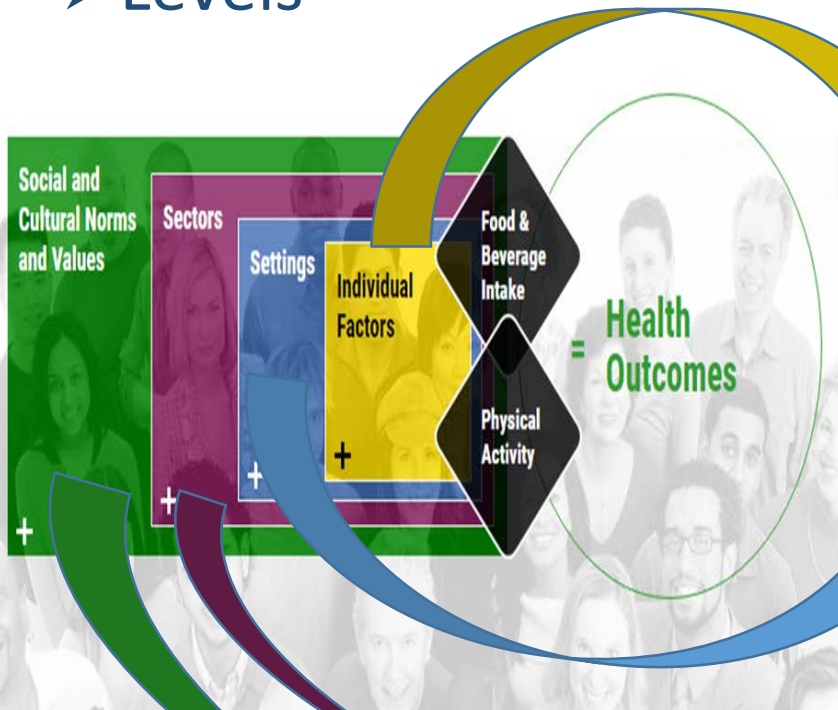 ➢ Levels
Social and
Cultural Norms
and Values
Sectors
Settings
Individual
Factors
Food &
Beverage
Intake
Physical
Activity
=
Health
Outcomes
+
+
+
+